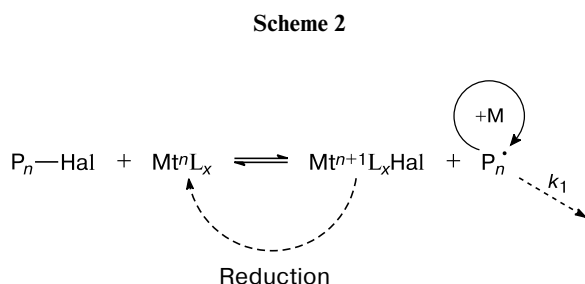 Scheme 2
+M
Pₙ—Hal + MtⁿLₓ ⇌ Mtⁿ⁺¹LₓHal + Pₙ•
k₁
Reduction